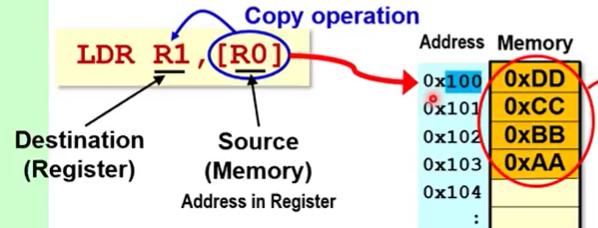 Copy operation
LDR R1,[R0]
Destination
(Register)
Source
(Memory)
Address in Register
Address Memory
0x100 0xDD
0x101 0xCC
0x102 0xBB
0x103 0xAA
0x104
: